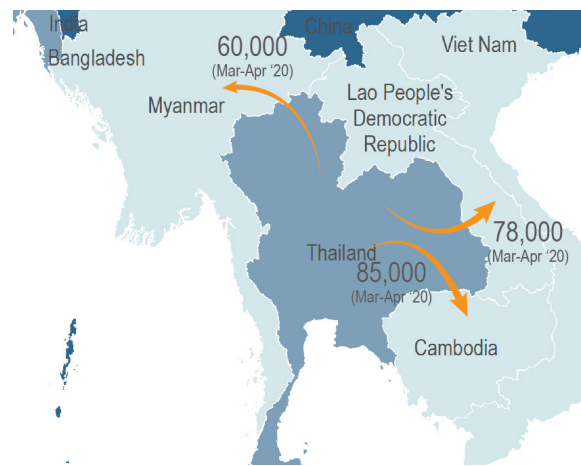 India
China
Bangladesh
60,000
(Mar-Apr ‘20)
Viet Nam
Myanmar
Lao People's
Democratic
Republic
78,000
(Mar-Apr ‘20)
Thailand
85,000
(Mar-Apr ‘20)
Cambodia